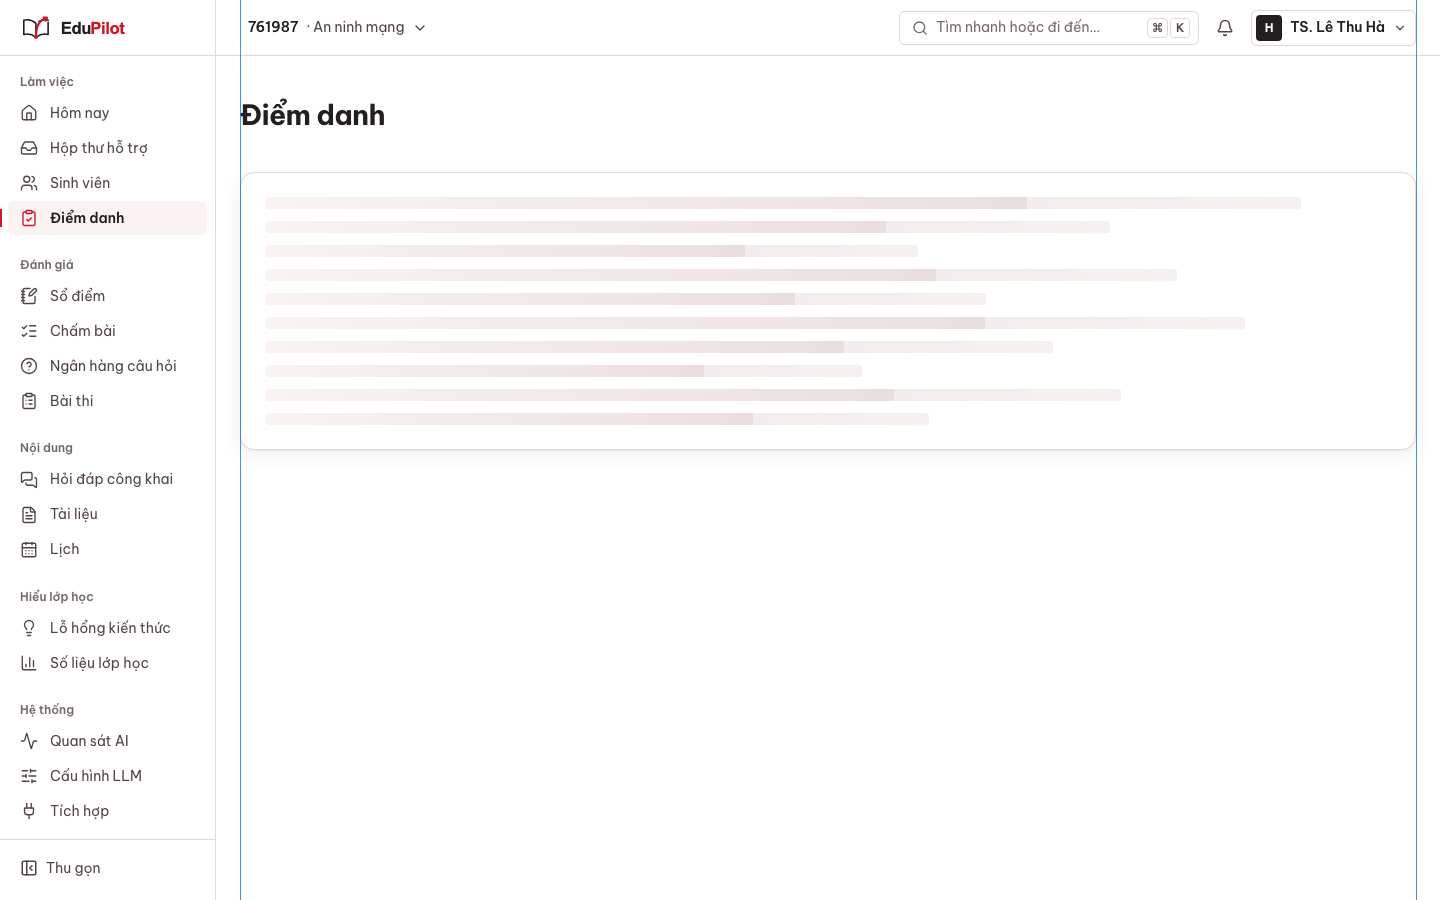 EduPilot
761987 · An ninh mạng
Tìm nhanh hoặc đi đến...
⌘ K
H
TS. Lê Thu Hà
Làm việc
Hôm nay
Hộp thư hỗ trợ
Sinh viên
Điểm danh
Đánh giá
Sổ điểm
Chấm bài
Ngân hàng câu hỏi
Bài thi
Nội dung
Hỏi đáp công khai
Tài liệu
Lịch
Hiểu lớp học
Lỗ hổng kiến thức
Số liệu lớp học
Hệ thống
Quan sát AI
Cấu hình LLM
Tích hợp
Thu gọn
Điểm danh